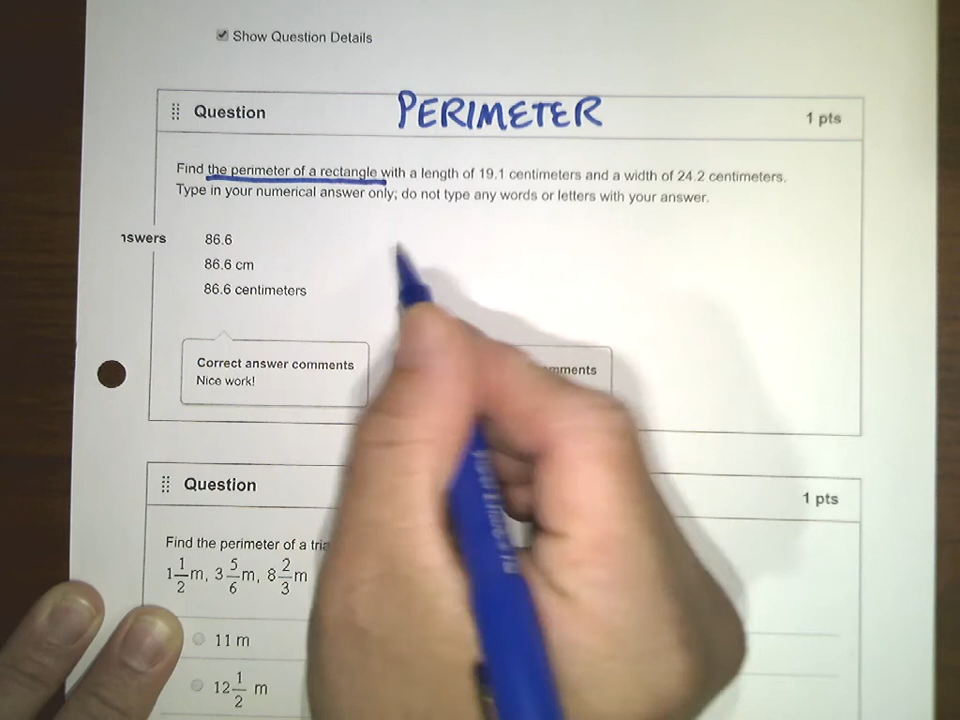 Show Question Details
Question
PERIMETER
1 pts
Find the perimeter of a rectangle with a length of 19.1 centimeters and a width of 24.2 centimeters.
Type in your numerical answer only; do not type any words or letters with your answer.
nswers
86.6
86.6 cm
86.6 centimeters
Correct answer comments
Nice work!
mments
Question
1 pts
Find the perimeter of a tria
1 1/2 m, 3 5/6 m, 8 2/3 m
11 m
12 1/2 m